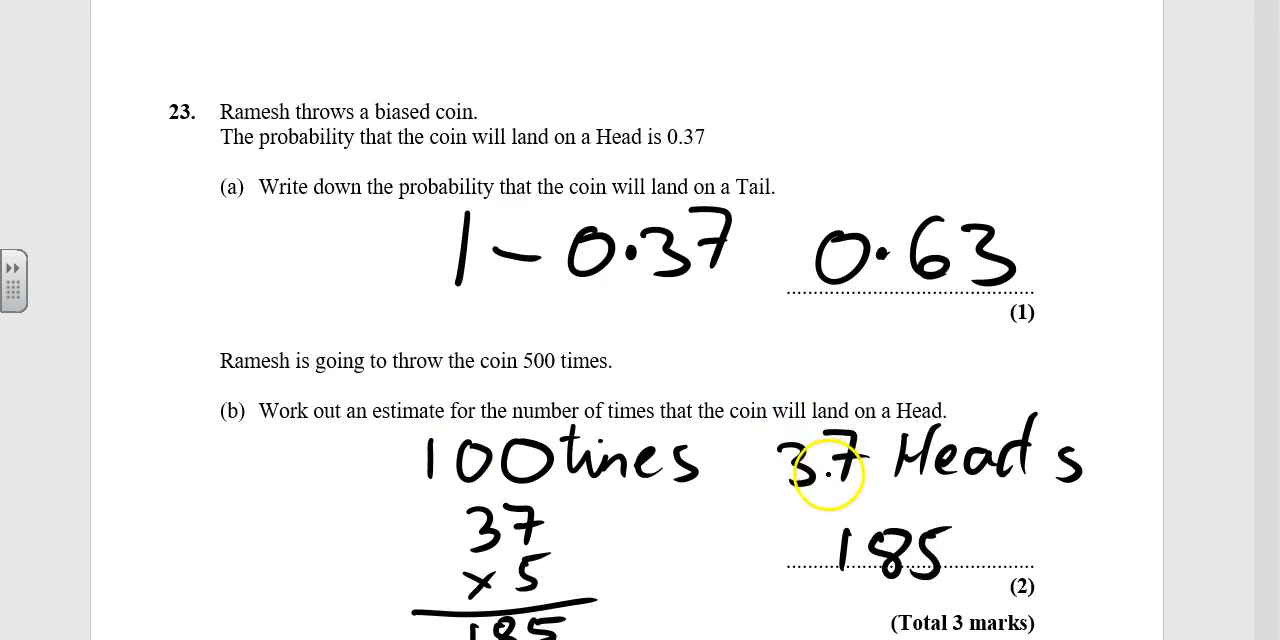 23. Ramesh throws a biased coin.
The probability that the coin will land on a Head is 0.37
(a) Write down the probability that the coin will land on a Tail.
1 - 0.37 0.63
(1)
Ramesh is going to throw the coin 500 times.
(b) Work out an estimate for the number of times that the coin will land on a Head.
100 times 37 Heads
37
× 5
185
185
(2)
(Total 3 marks)